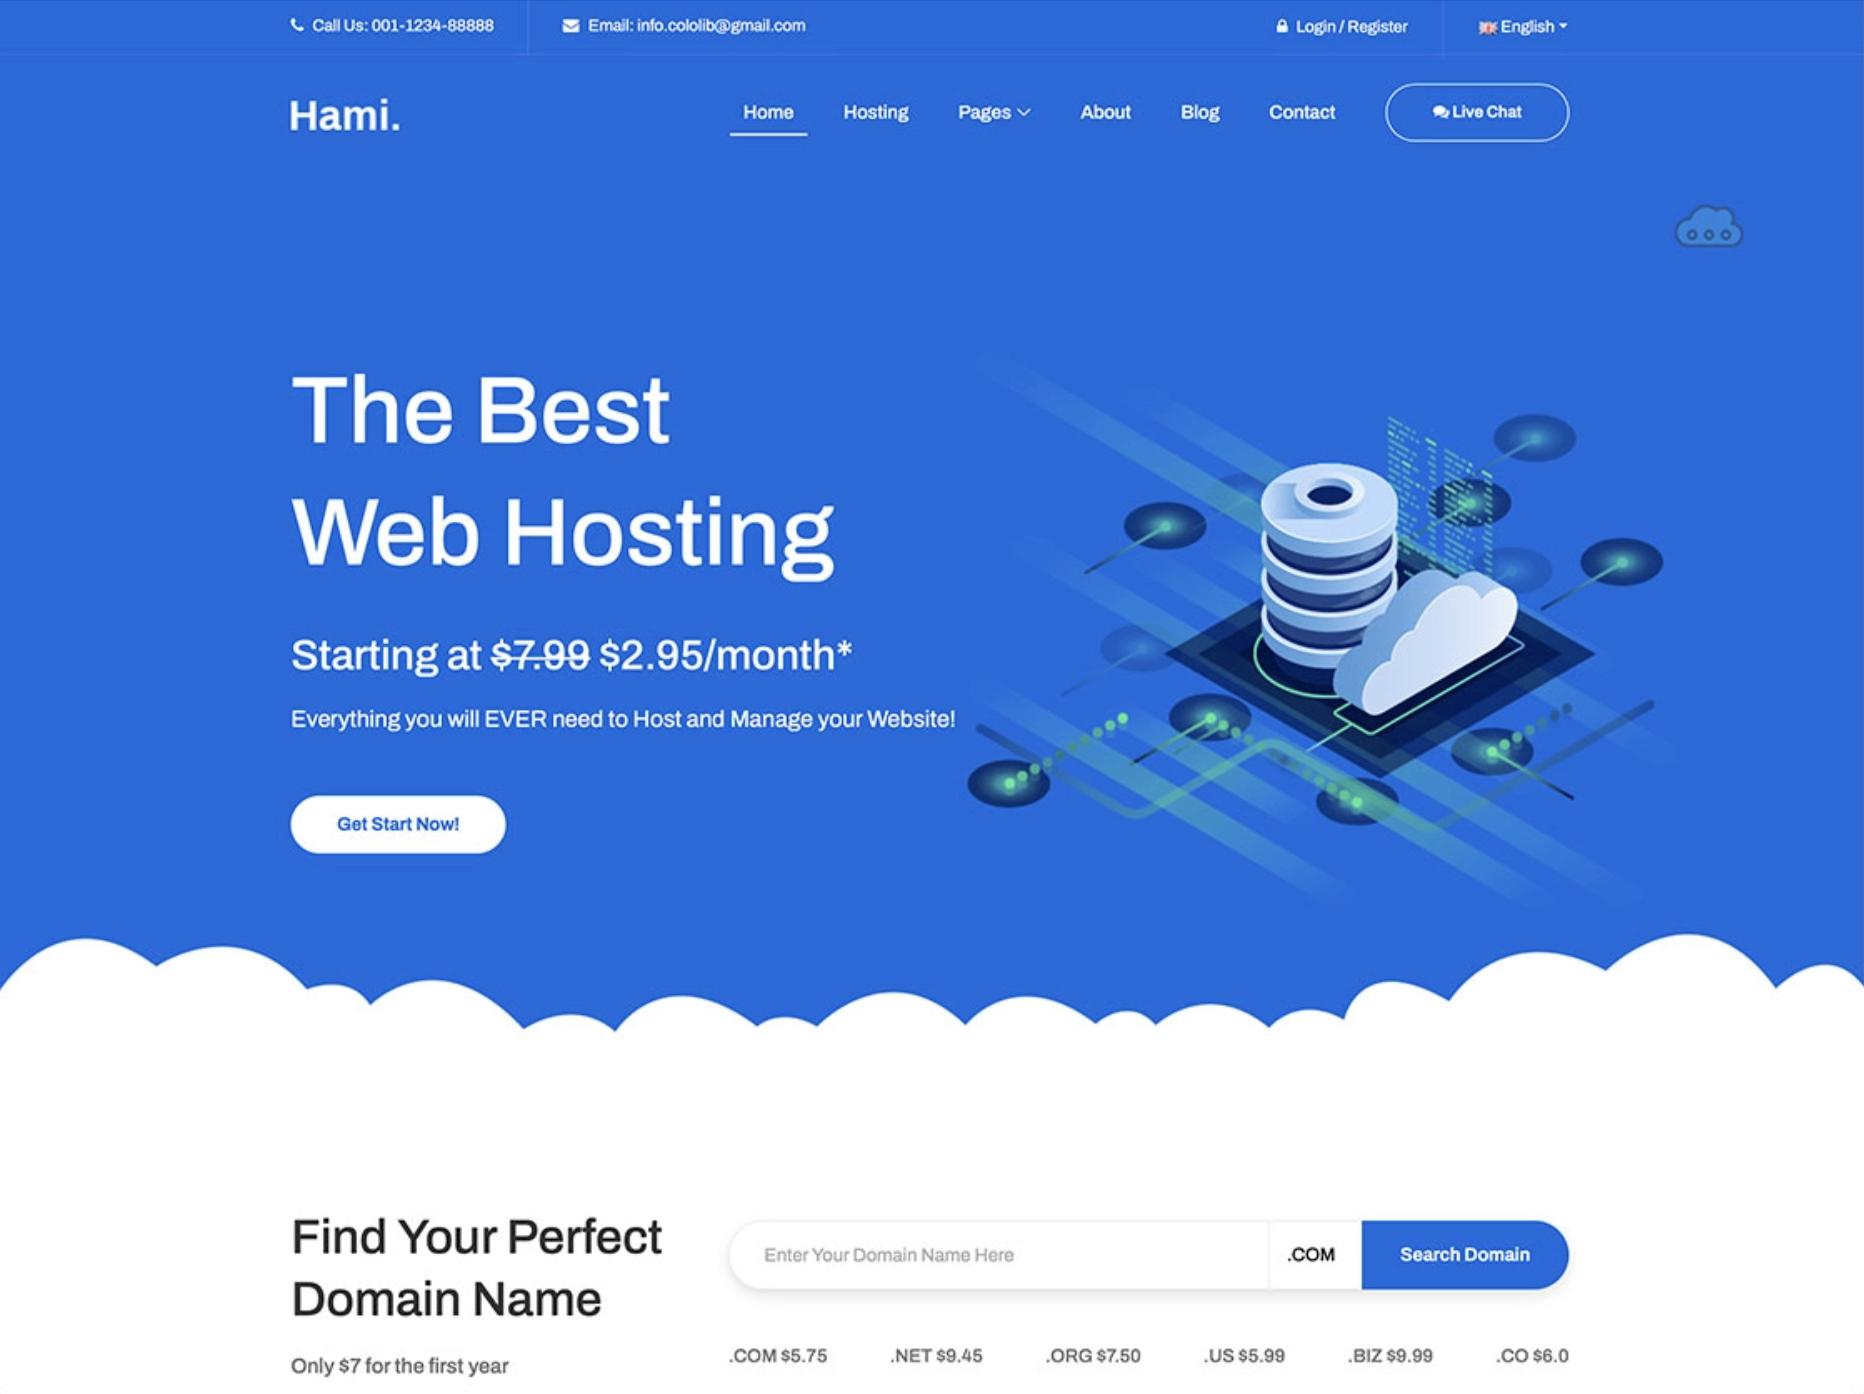 Call Us: 001-1234-88888
Email: info.cololib@gmail.com
Login / Register
English
Hami.
Home
Hosting
Pages
About
Blog
Contact
Live Chat
The Best
Web Hosting
Starting at $7.99 $2.95/month*
Everything you will EVER need to Host and Manage your Website!
Get Start Now!
Find Your Perfect
Domain Name
Only $7 for the first year
Enter Your Domain Name Here
.COM
Search Domain
.COM $5.75
.NET $9.45
.ORG $7.50
.US $5.99
.BIZ $9.99
.CO $6.0